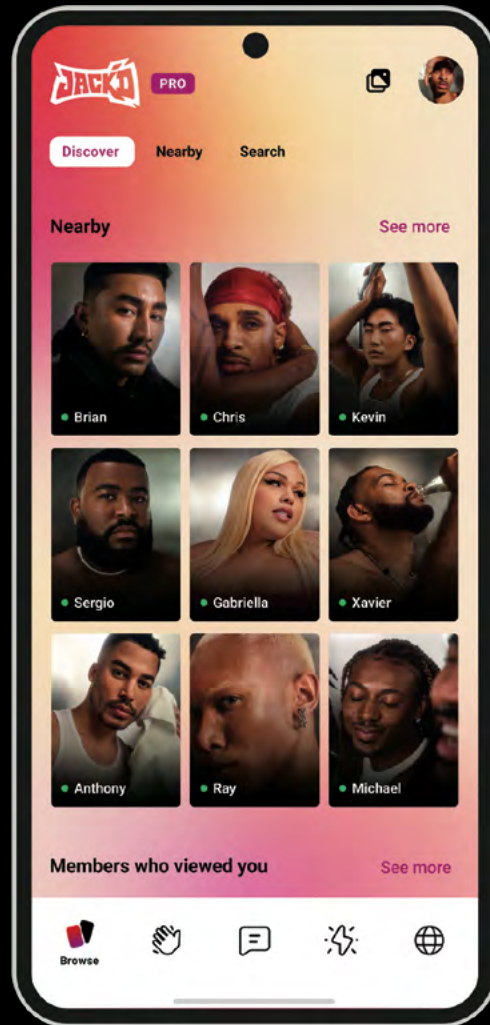 JACK'D PRO
Discover Nearby Search
Nearby See more
Brian Chris Kevin
Sergio Gabriella Xavier
Anthony Ray Michael
Members who viewed you See more
Browse